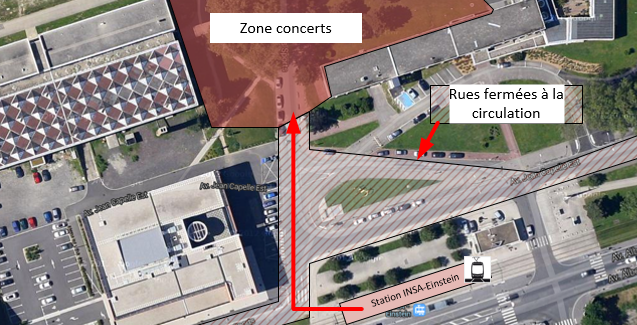 Zone concerts
Rues fermées à la
circulation
Av. Jean Capelle Est
Av. Jean Capelle Est
Station INSA-Einstein
Einstein